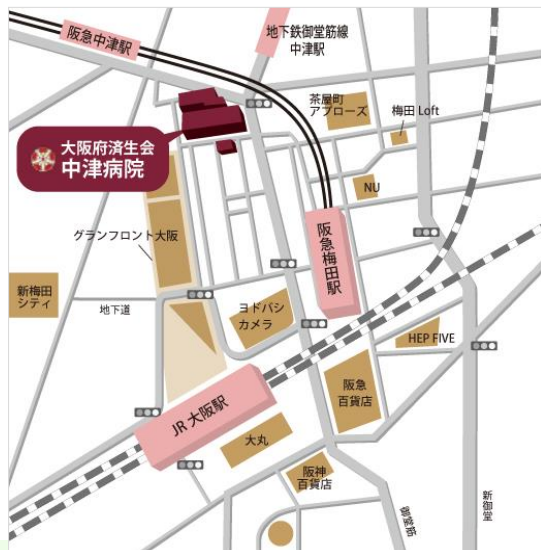 阪急中津駅
地下鉄御堂筋線
中津駅
茶屋町
アプローズ
梅田 Loft
大阪府済生会
中津病院
NU
グランフロント大阪
阪急梅田駅
新梅田
シティ
地下道
ヨドバシ
カメラ
HEP FIVE
阪急
百貨店
JR 大阪駅
大丸
阪神
百貨店
御堂筋
新御堂